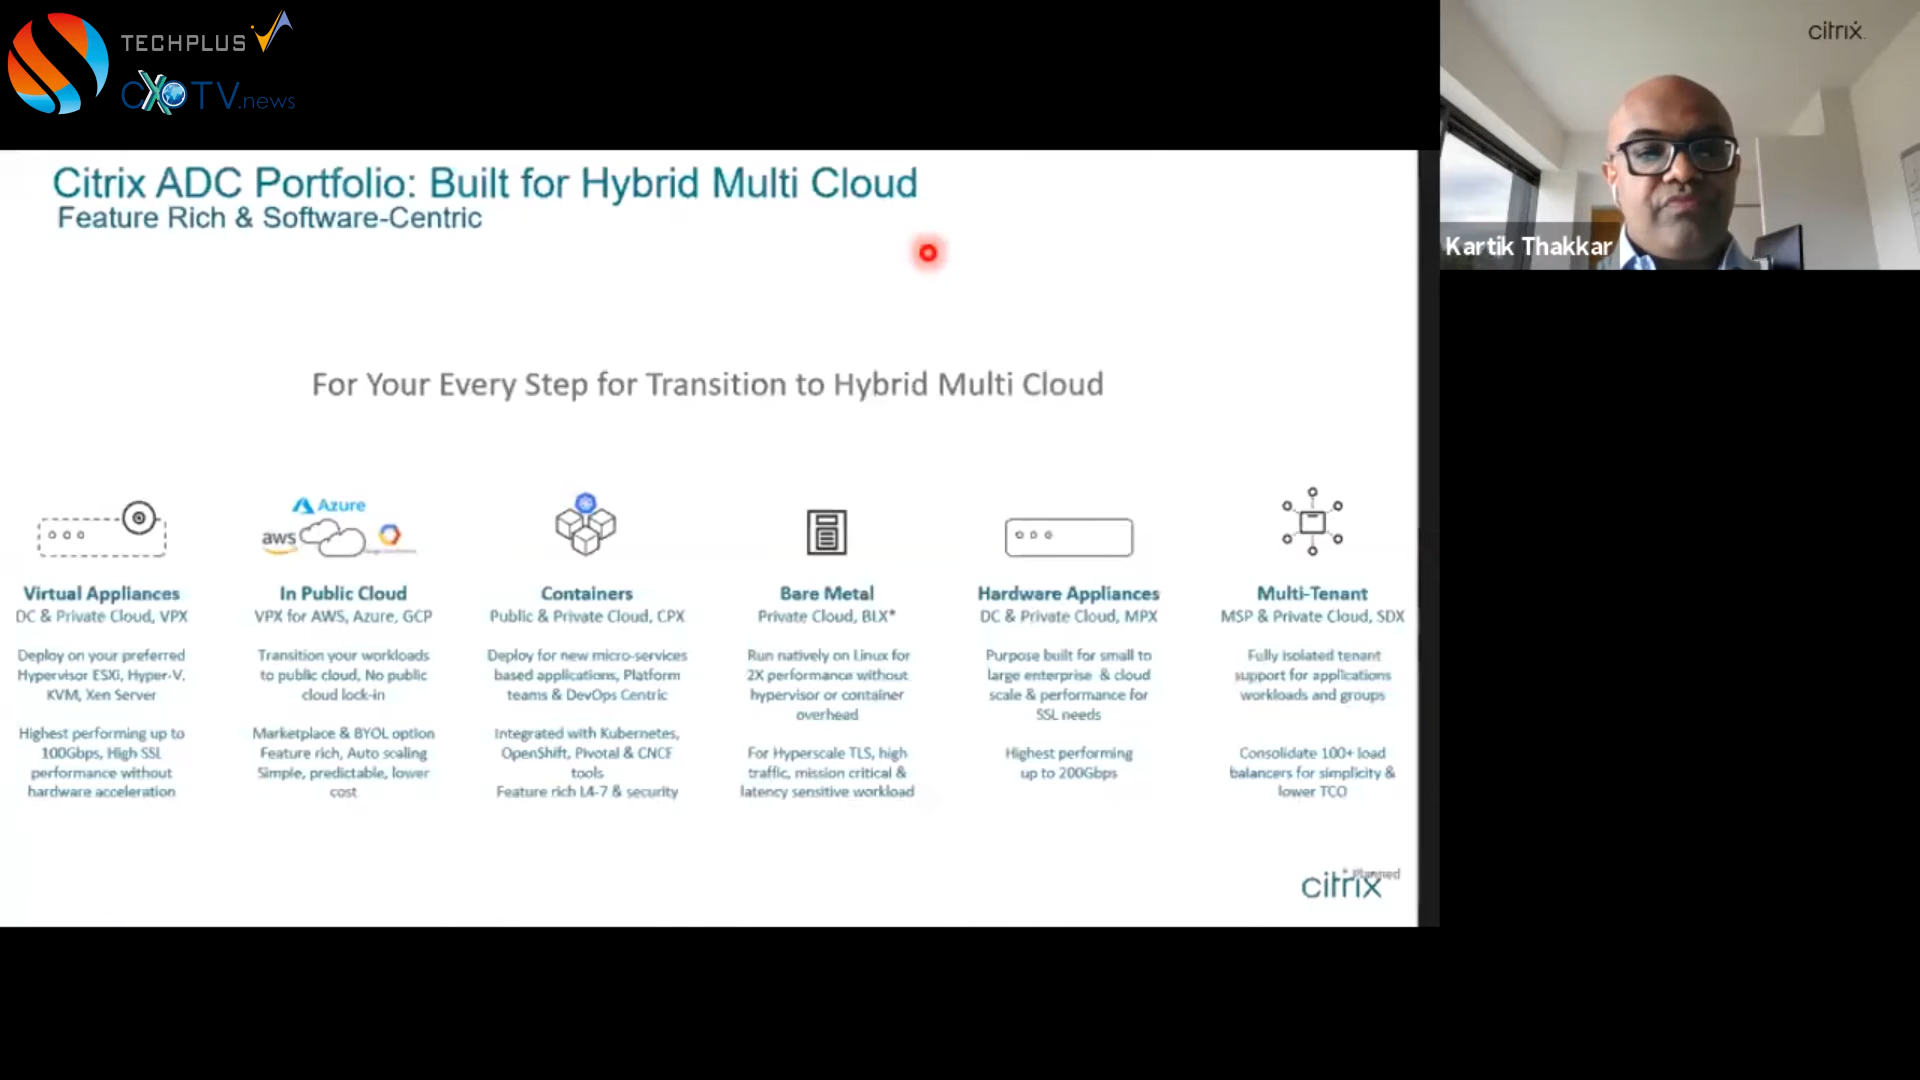 TECHPLUS
CXOTV.news
citrix
Kartik Thakkar
Citrix ADC Portfolio: Built for Hybrid Multi Cloud
Feature Rich & Software-Centric
For Your Every Step for Transition to Hybrid Multi Cloud
Azure
aws
Virtual Appliances
DC & Private Cloud, VPX
Deploy on your preferred
Hypervisor ESXi, Hyper-V,
KVM, Xen Server
Highest performing up to
100Gbps, High SSL
performance without
hardware acceleration
In Public Cloud
VPX for AWS, Azure, GCP
Transition your workloads
to public cloud, No public
cloud lock-in
Marketplace & BYOL option
Feature rich, Auto scaling
Simple, predictable, lower
cost
Containers
Public & Private Cloud, CPX
Deploy for new micro-services
based applications, Platform
teams & DevOps Centric
Integrated with Kubernetes,
OpenShift, Pivotal & CNCF
tools
Feature rich L4-7 & security
Bare Metal
Private Cloud, BLX*
Run natively on Linux for
2X performance without
hypervisor or container
overhead
For Hyperscale TLS, high
traffic, mission critical &
latency sensitive workload
Hardware Appliances
DC & Private Cloud, MPX
Purpose built for small to
large enterprise & cloud
scale & performance for
SSL needs
Highest performing
up to 200Gbps
Multi-Tenant
MSP & Private Cloud, SDX
Fully isolated tenant
support for applications
workloads and groups
Consolidate 100+ load
balancers for simplicity &
lower TCO
* Planned
citrix